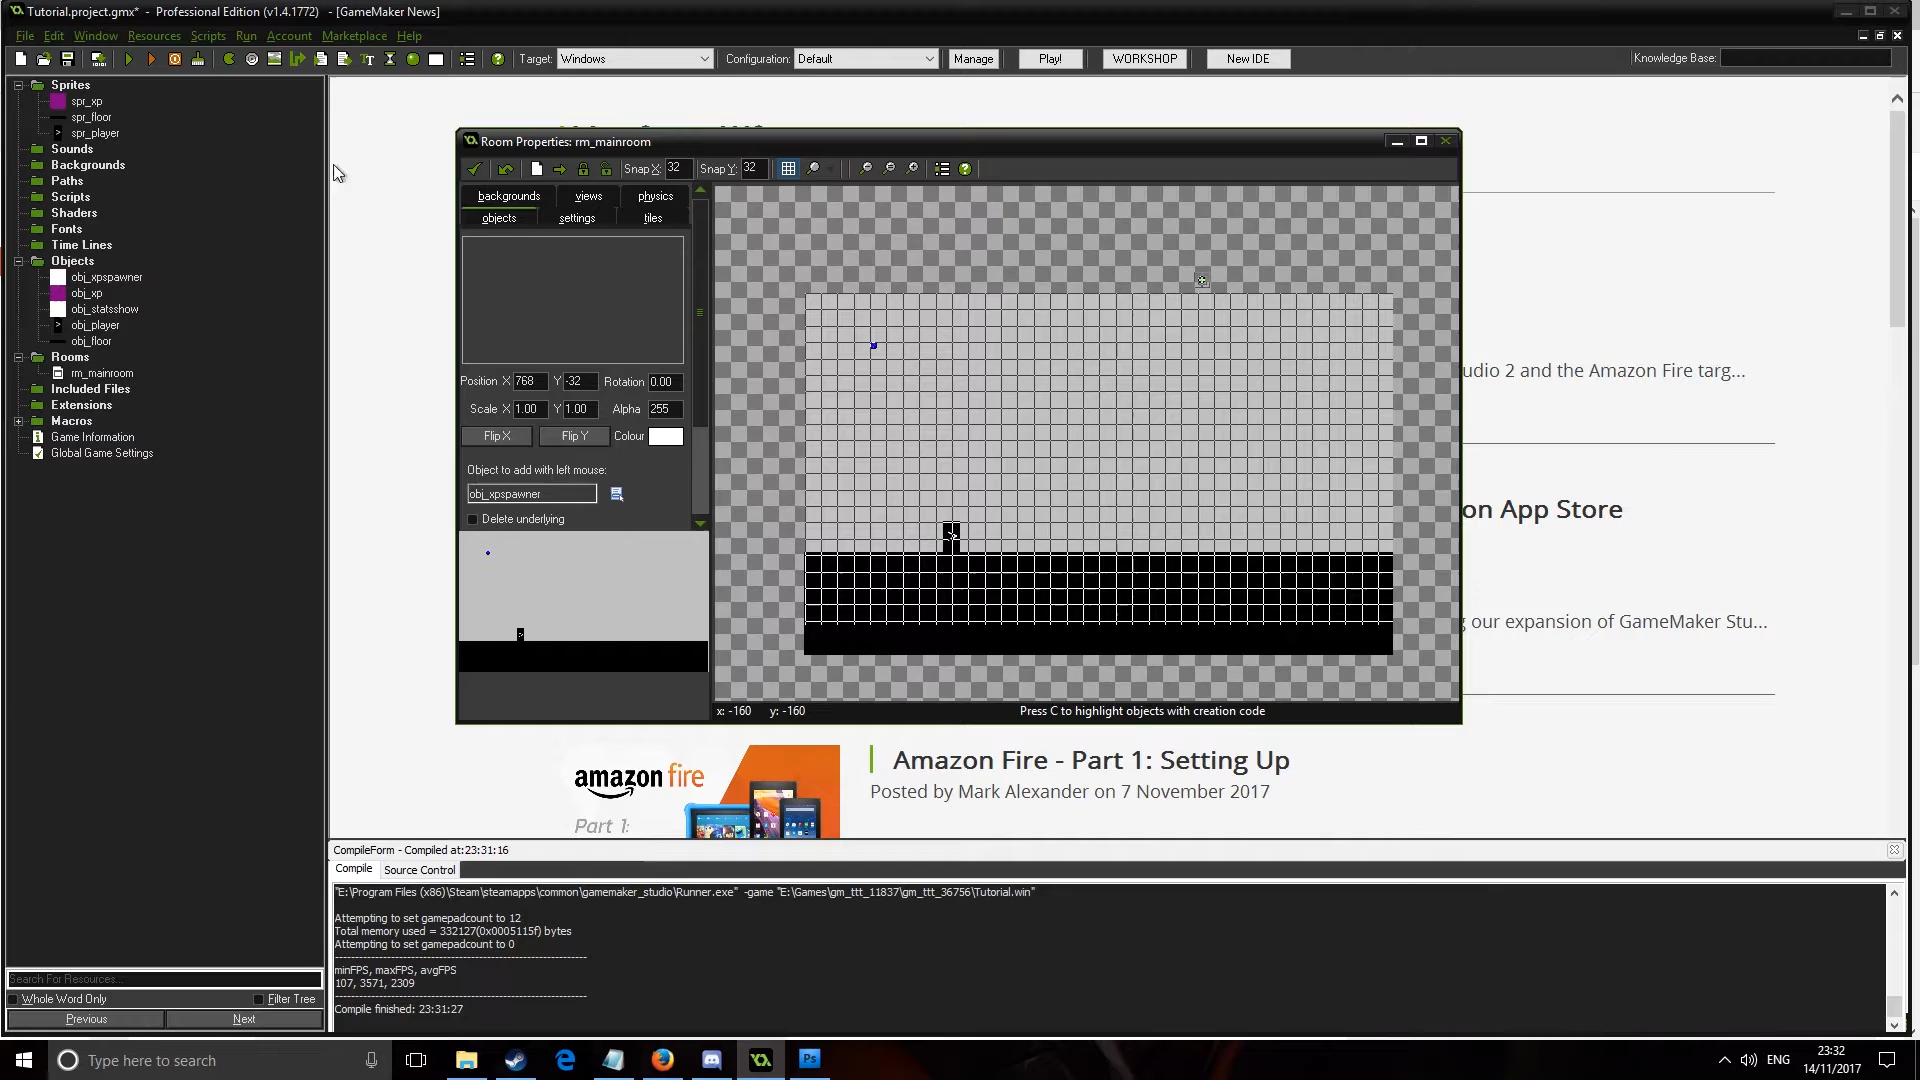 Tutorial.project.gmx* - Professional Edition (v1.4.1772) - [GameMaker News]
File Edit Window Resources Scripts Run Account Marketplace Help
Target: Windows Configuration: Default Manage Play! WORKSHOP New IDE Knowledge Base:
Sprites
spr_xp
spr_floor
spr_player
Sounds
Backgrounds
Paths
Scripts
Shaders
Fonts
Time Lines
Objects
obj_xpspawner
obj_xp
obj_statsshow
obj_player
obj_floor
Rooms
rm_mainroom
Included Files
Extensions
Macros
Game Information
Global Game Settings
Search For Resources...
Whole Word Only Filter Tree
Previous Next
Room Properties: rm_mainroom
Snap X: 32 Snap Y: 32
backgrounds views physics
objects settings tiles
Position X 768 Y -32 Rotation 0.00
Scale X 1.00 Y 1.00 Alpha 255
Flip X Flip Y Colour
Object to add with left mouse:
obj_xpspawner
Delete underlying
x: -160 y: -160 Press C to highlight objects with creation code
udio 2 and the Amazon Fire targ...
on App Store
our expansion of GameMaker Stu...
amazon fire
Part 1:
Amazon Fire - Part 1: Setting Up
Posted by Mark Alexander on 7 November 2017
CompileForm - Compiled at:23:31:16
Compile Source Control
"E:\Program Files (x86)\Steam\steamapps\common\gamemaker_studio\Runner.exe" -game "E:\Games\gm_ttt_11837\gm_ttt_36756\Tutorial.win"
Attempting to set gamepadcount to 12
Total memory used = 332127(0x0005115f) bytes
Attempting to set gamepadcount to 0
minFPS, maxFPS, avgFPS
107, 3571, 2309
Compile finished: 23:31:27
Type here to search
Ps
ENG
23:32
14/11/2017